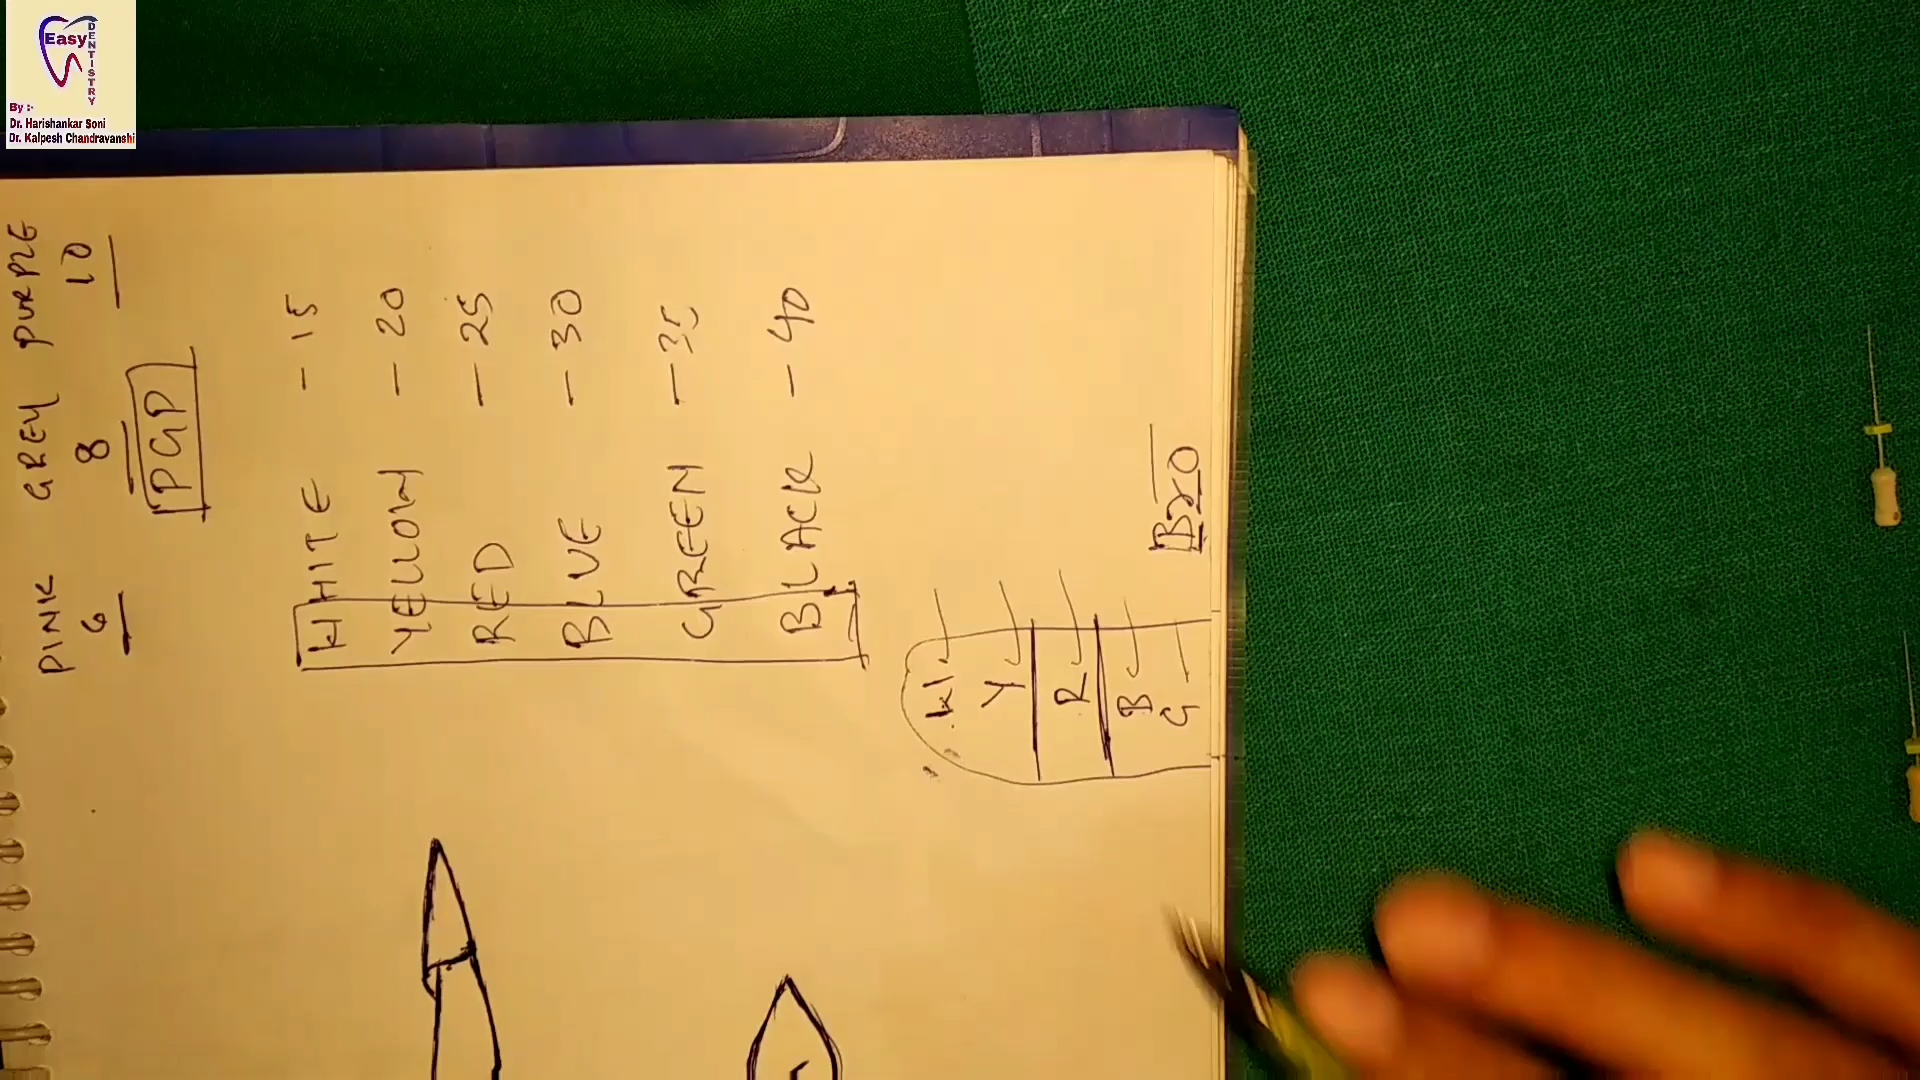 Easy
DENTISTRY
By :-
Dr. Harishankar Soni
Dr. Kalpesh Chandravanshi
PINK GREY PURPLE
6 8 10
PGP
WHITE - 15
YELLOW - 20
RED - 25
BLUE - 30
GREEN - 35
BLACK - 40
W
Y
R
B
G
B20